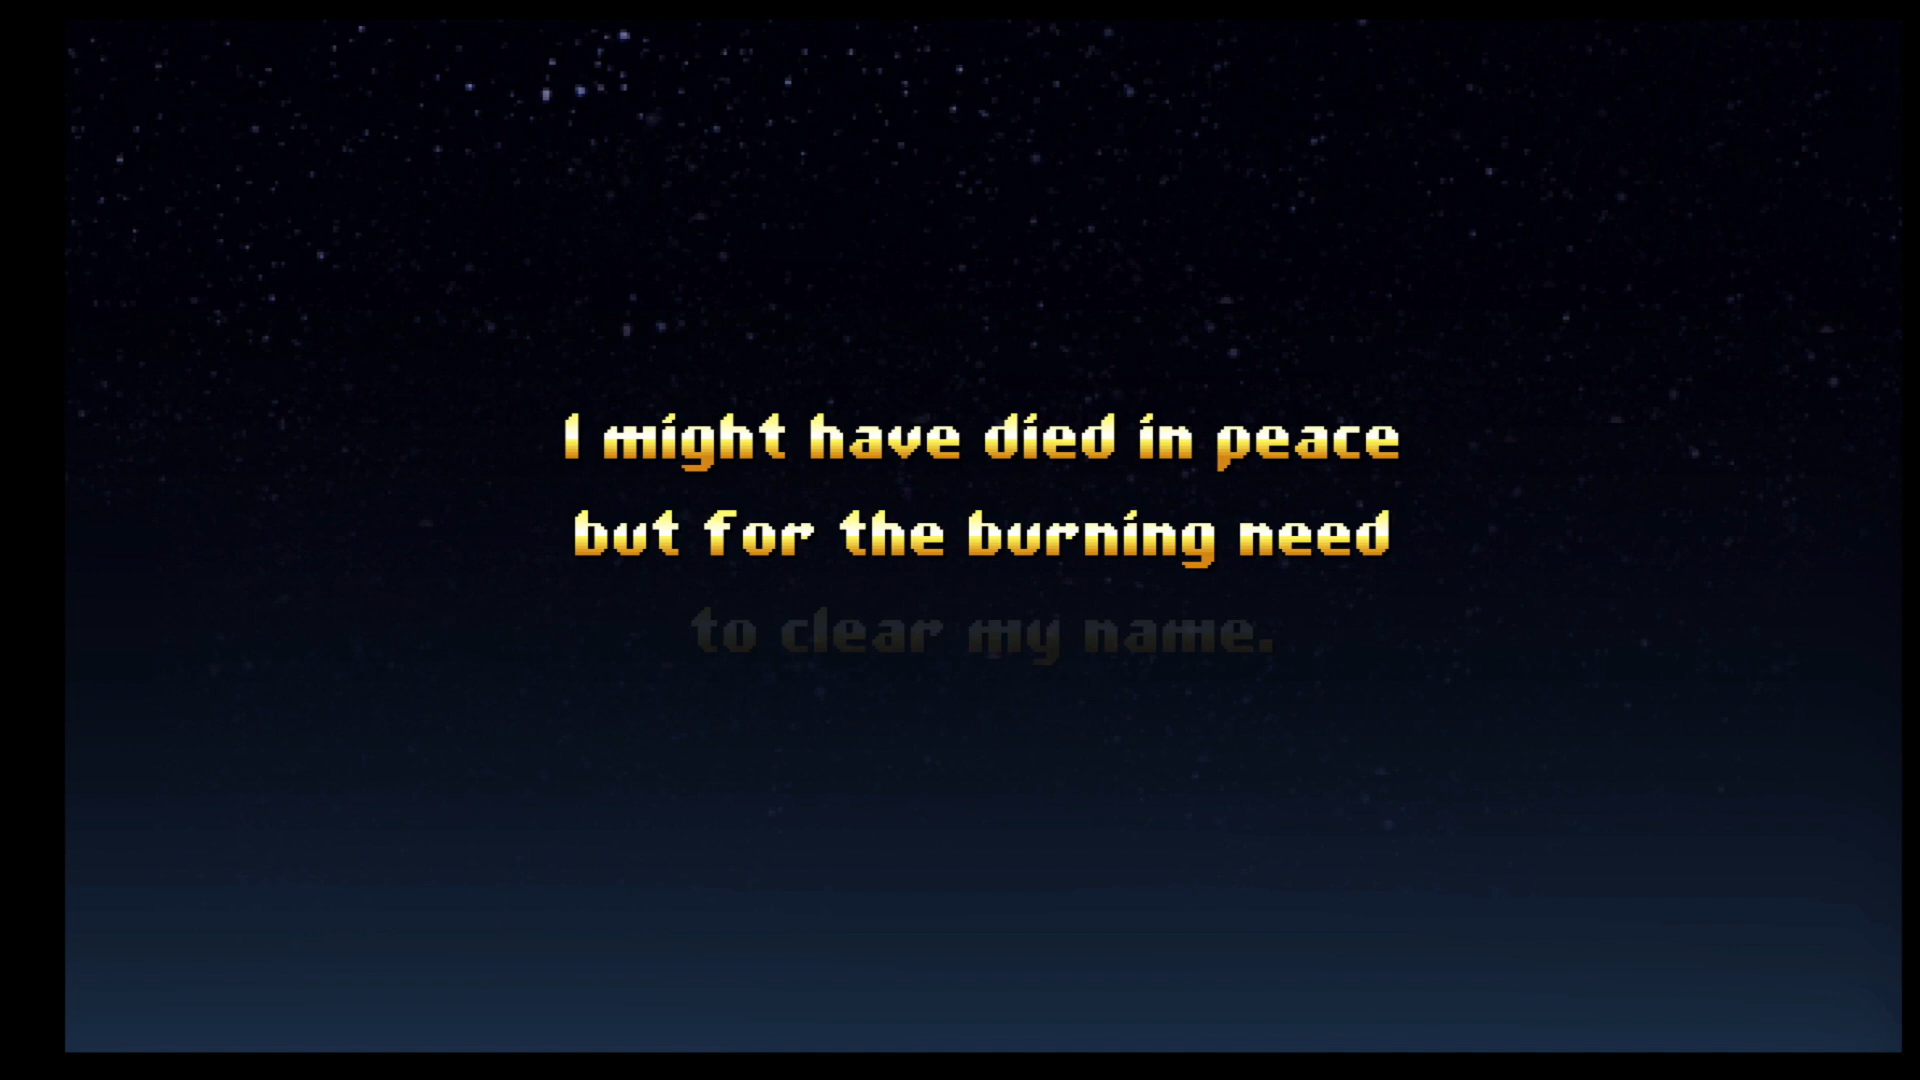 I might have died in peace
but for the burning need
to clear my name.